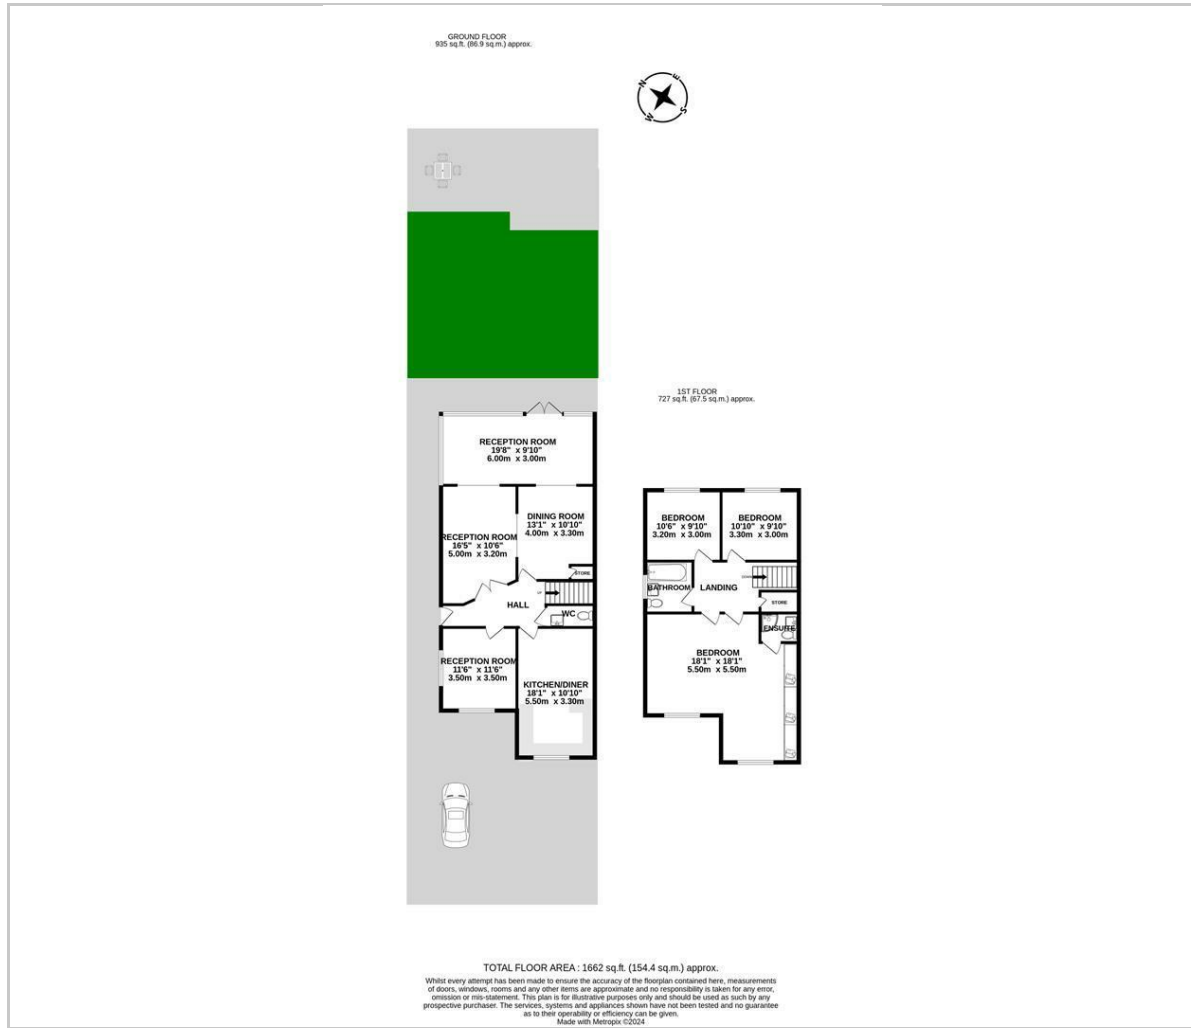 GROUND FLOOR
935 sq.ft. (86.9 sq.m.) approx.
N
E
S
W
RECEPTION ROOM
19'8" x 9'10"
6.00m x 3.00m
DINING ROOM
13'1" x 10'10"
4.00m x 3.30m
RECEPTION ROOM
16'5" x 10'6"
5.00m x 3.20m
STORE
UP
HALL
WC
RECEPTION ROOM
11'6" x 11'6"
3.50m x 3.50m
KITCHEN/DINER
18'1" x 10'10"
5.50m x 3.30m
1ST FLOOR
727 sq.ft. (67.5 sq.m.) approx.
BEDROOM
10'6" x 9'10"
3.20m x 3.00m
BEDROOM
10'10" x 9'10"
3.30m x 3.00m
BATHROOM
LANDING
DOWN
STORE
ENSUITE
BEDROOM
18'1" x 18'1"
5.50m x 5.50m
TOTAL FLOOR AREA : 1662 sq.ft. (154.4 sq.m.) approx.
Whilst every attempt has been made to ensure the accuracy of the floorplan contained here, measurements
of doors, windows, rooms and any other items are approximate and no responsibility is taken for any error,
omission or mis-statement. This plan is for illustrative purposes only and should be used as such by any
prospective purchaser. The services, systems and appliances shown have not been tested and no guarantee
as to their operability or efficiency can be given.
Made with Metropix ©2024